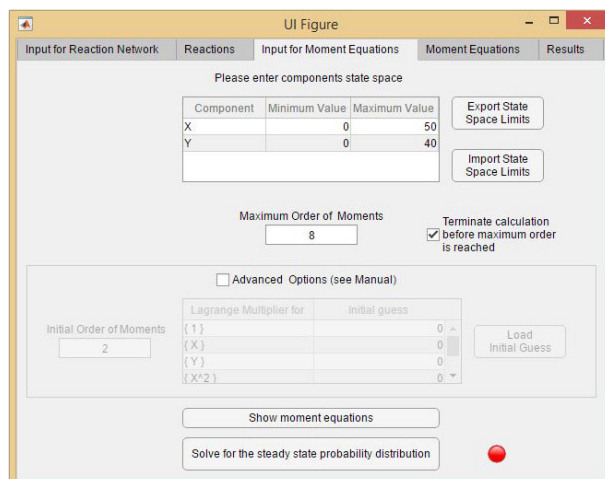 UI Figure
Input for Reaction Network Reactions Input for Moment Equations Moment Equations Results
Please enter components state space
Component Minimum Value Maximum Value
X 0 50
Y 0 40
Export State
Space Limits
Import State
Space Limits
Maximum Order of Moments
8
Terminate calculation
before maximum order
is reached
Advanced Options (see Manual)
Initial Order of Moments
2
Lagrange Multiplier for Initial guess
{ 1 } 0
{ X } 0
{ Y } 0
{ X^2 } 0
Load
Initial Guess
Show moment equations
Solve for the steady state probability distribution